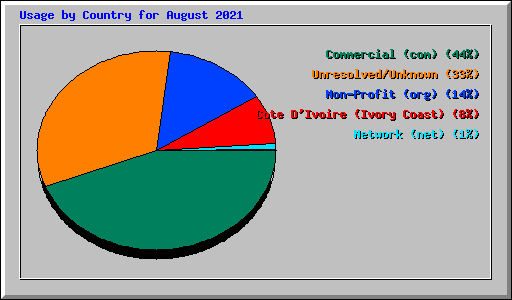 Usage by Country for August 2021
Commercial (com) (44%)
Unresolved/Unknown (33%)
Non-Profit (org) (14%)
Cote D'Ivoire (Ivory Coast) (8%)
Network (net) (1%)